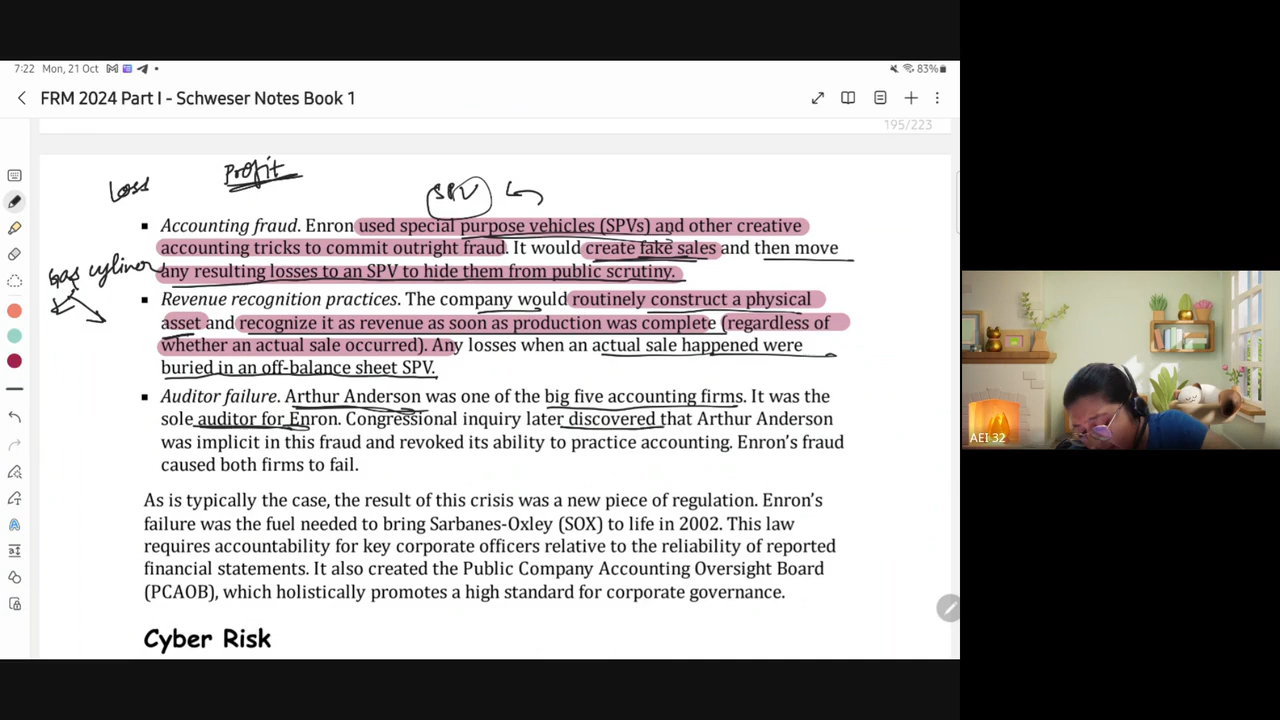 7:22 Mon, 21 Oct
83%
FRM 2024 Part I - Schweser Notes Book 1
195/223
Loss
Profit
SPV
▪ Accounting fraud. Enron used special purpose vehicles (SPVs) and other creative
accounting tricks to commit outright fraud. It would create fake sales and then move
any resulting losses to an SPV to hide them from public scrutiny.
Gas cyliner
▪ Revenue recognition practices. The company would routinely construct a physical
asset and recognize it as revenue as soon as production was complete (regardless of
whether an actual sale occurred). Any losses when an actual sale happened were
buried in an off-balance sheet SPV.
▪ Auditor failure. Arthur Anderson was one of the big five accounting firms. It was the
sole auditor for Enron. Congressional inquiry later discovered that Arthur Anderson
was implicit in this fraud and revoked its ability to practice accounting. Enron's fraud
caused both firms to fail.
As is typically the case, the result of this crisis was a new piece of regulation. Enron's
failure was the fuel needed to bring Sarbanes-Oxley (SOX) to life in 2002. This law
requires accountability for key corporate officers relative to the reliability of reported
financial statements. It also created the Public Company Accounting Oversight Board
(PCAOB), which holistically promotes a high standard for corporate governance.
Cyber Risk
AEI 32